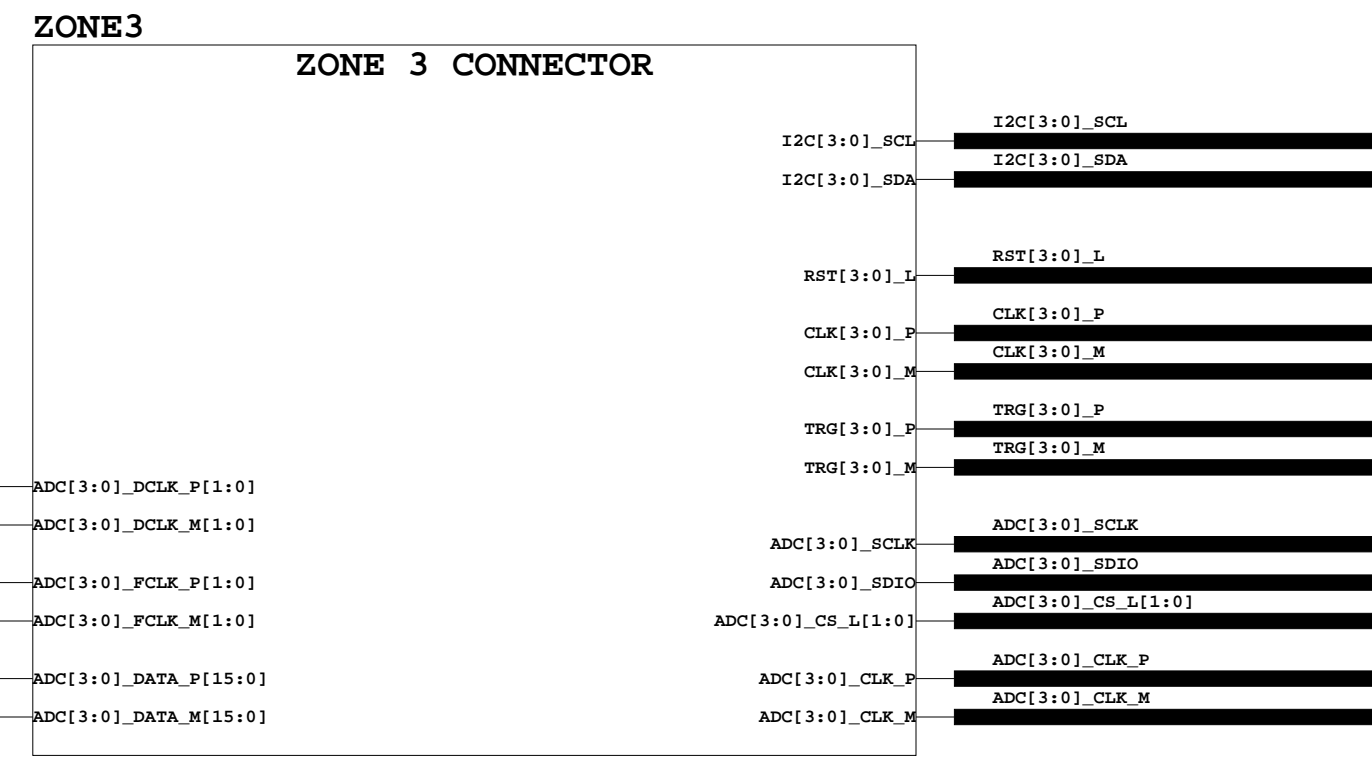 ZONE3
ZONE 3 CONNECTOR
I2C[3:0]_SCL
I2C[3:0]_SCL
I2C[3:0]_SDA
I2C[3:0]_SDA
RST[3:0]_L
RST[3:0]_L
CLK[3:0]_P
CLK[3:0]_P
CLK[3:0]_M
CLK[3:0]_M
TRG[3:0]_P
TRG[3:0]_P
TRG[3:0]_M
TRG[3:0]_M
ADC[3:0]_DCLK_P[1:0]
ADC[3:0]_DCLK_M[1:0]
ADC[3:0]_SCLK
ADC[3:0]_SCLK
ADC[3:0]_SDIO
ADC[3:0]_FCLK_P[1:0]
ADC[3:0]_SDIO
ADC[3:0]_CS_L[1:0]
ADC[3:0]_FCLK_M[1:0]
ADC[3:0]_CS_L[1:0]
ADC[3:0]_CLK_P
ADC[3:0]_DATA_P[15:0]
ADC[3:0]_CLK_P
ADC[3:0]_CLK_M
ADC[3:0]_DATA_M[15:0]
ADC[3:0]_CLK_M